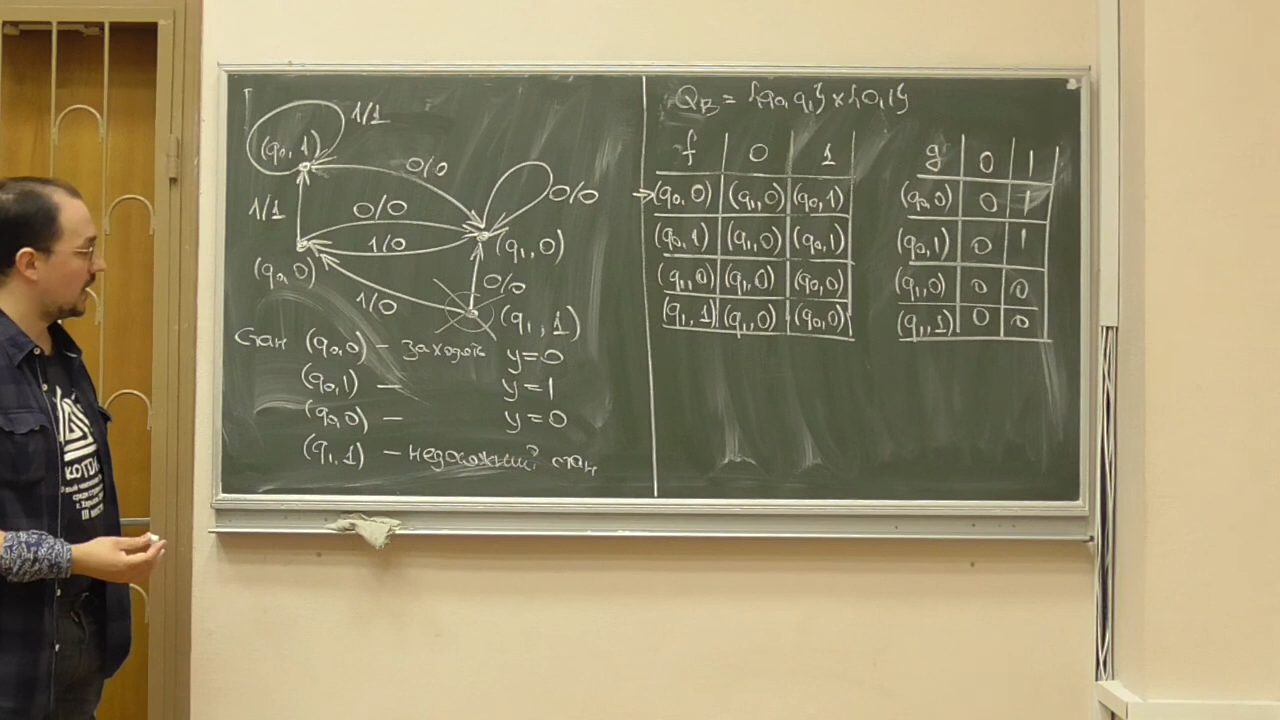 1/1
(q₀, 1)
0/0
1/1
0/0
0/0
1/0
(q₁, 0)
(q₀, 0)
0/0
1/0
(q₁, 1)
Стан (q₀, 0) – заходять y = 0
(q₀, 1) – y = 1
(q₀, 0) – y = 0
(q₁, 1) – недосяжний стан
Q_B = {q₀, q₁} × {0, 1}
f 0 1
→ (q₀, 0) (q₁, 0) (q₀, 1)
(q₀, 1) (q₁, 0) (q₀, 1)
(q₁, 0) (q₁, 0) (q₀, 0)
(q₁, 1) (q₁, 0) (q₀, 0)
g 0 1
(q₀, 0) 0 1
(q₀, 1) 0 1
(q₁, 0) 0 0
(q₁, 1) 0 0
г. Харьков
III место